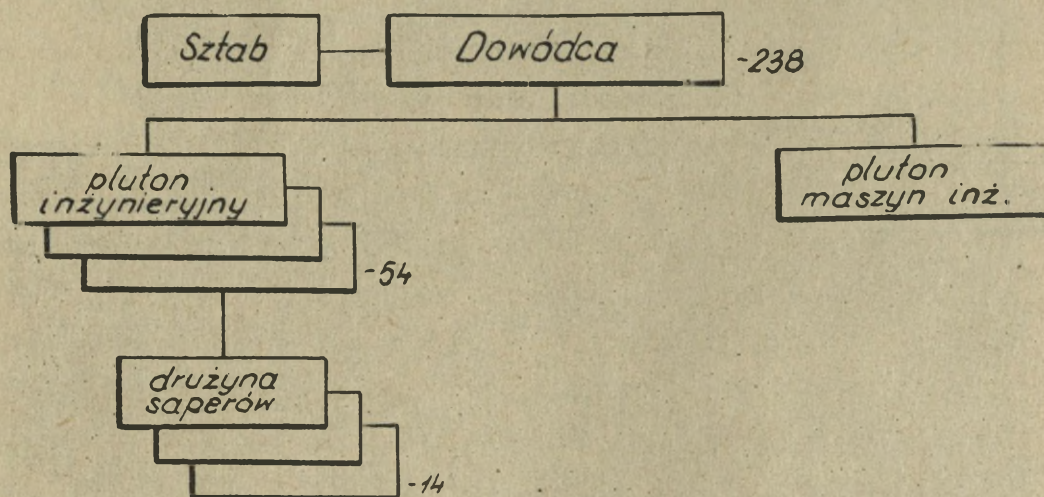 Sztab
Dowódca
-238
pluton
inżynieryjny
-54
pluton
maszyn inż.
drużyna
saperów
-14